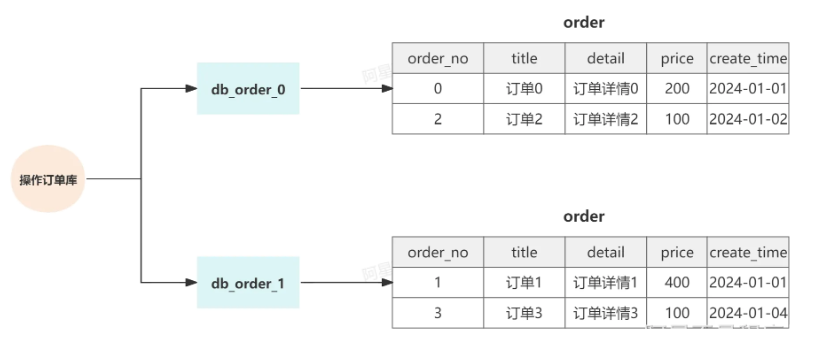 order
order_no title detail price create_time
0 订单0 订单详情0 200 2024-01-01
2 订单2 订单详情2 100 2024-01-02
db_order_0
操作订单库
order
order_no title detail price create_time
1 订单1 订单详情1 400 2024-01-01
3 订单3 订单详情3 100 2024-01-04
db_order_1